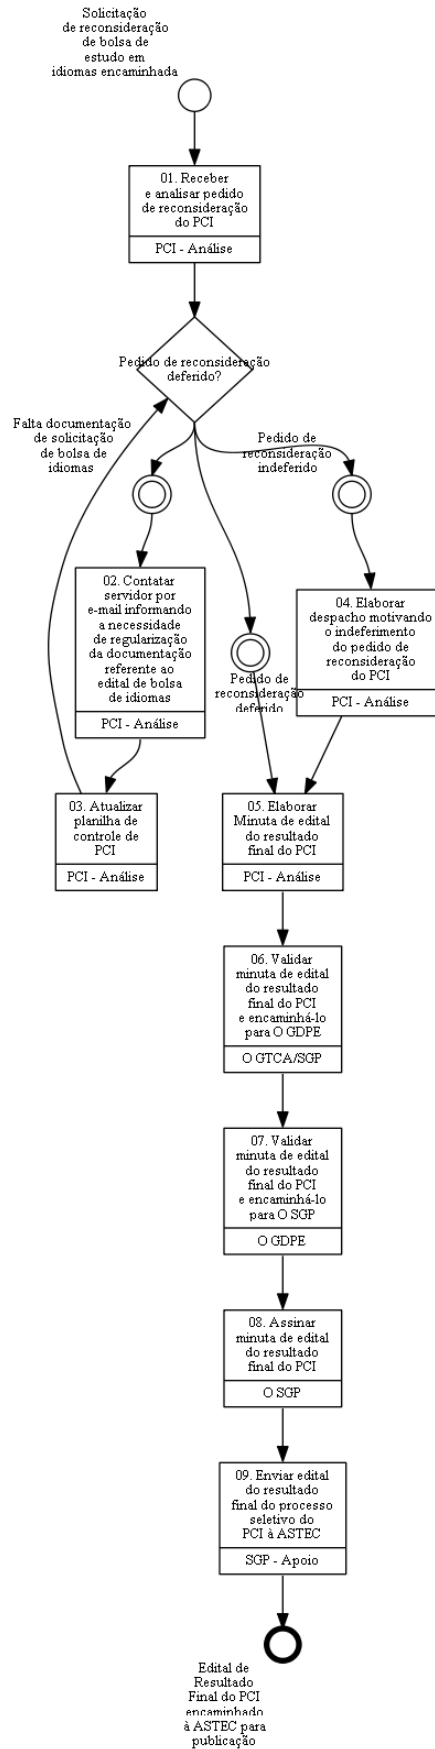 Solicitação
de reconsideração
de bolsa de
estudo em
idiomas encaminhada
01. Receber
e analisar pedido
de reconsideração
do PCI
PCI - Análise
Pedido de reconsideração
deferido?
Falta documentação
de solicitação
de bolsa de
idiomas
Pedido de
reconsideração
indeferido
02. Contatar
servidor por
e-mail informando
a necessidade
de regularização
da documentação
referente ao
edital de bolsa
de idiomas
PCI - Análise
04. Elaborar
despacho motivando
o indeferimento
do pedido de
reconsideração
do PCI
PCI - Análise
Pedido de
reconsideração
deferido
03. Atualizar
planilha de
controle de
PCI
PCI - Análise
05. Elaborar
Minuta de edital
do resultado
final do PCI
PCI - Análise
06. Validar
minuta de edital
do resultado
final do PCI
e encaminhá-lo
para O GDPE
O GTCA/SGP
07. Validar
minuta de edital
do resultado
final do PCI
e encaminhá-lo
para O SGP
O GDPE
08. Assinar
minuta de edital
do resultado
final do PCI
O SGP
09. Enviar edital
do resultado
final do processo
seletivo do
PCI à ASTEC
SGP - Apoio
Edital de
Resultado
Final do PCI
encaminhado
à ASTEC para
publicação